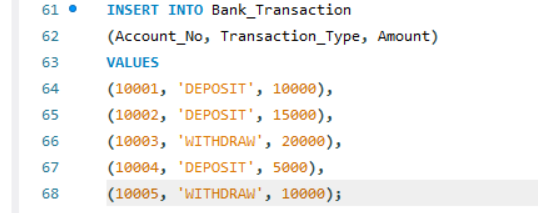 61 INSERT INTO Bank_Transaction
62 (Account_No, Transaction_Type, Amount)
63 VALUES
64 (10001, 'DEPOSIT', 10000),
65 (10002, 'DEPOSIT', 15000),
66 (10003, 'WITHDRAW', 20000),
67 (10004, 'DEPOSIT', 5000),
68 (10005, 'WITHDRAW', 10000);